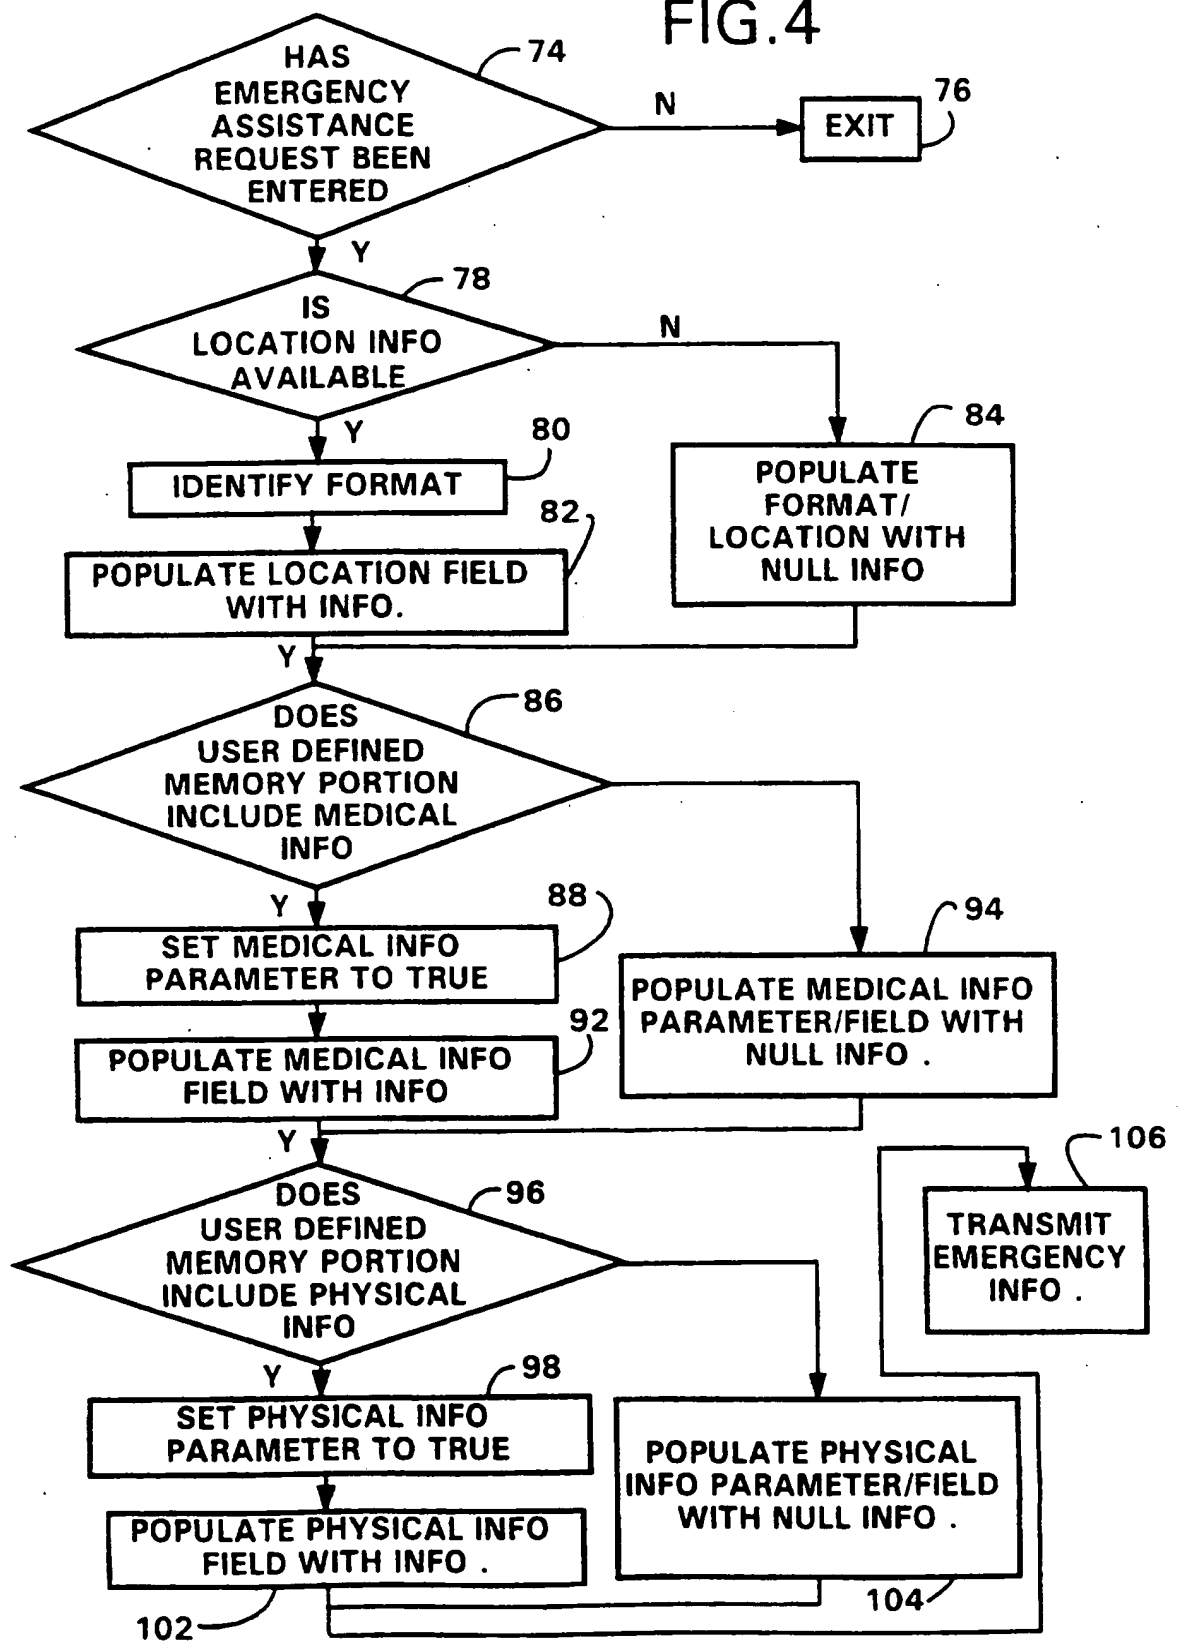 FIG.4
HAS
EMERGENCY
ASSISTANCE
REQUEST BEEN
ENTERED
74
N
EXIT
76
Y
IS
LOCATION INFO
AVAILABLE
78
N
Y
IDENTIFY FORMAT
80
POPULATE LOCATION FIELD
WITH INFO.
82
POPULATE
FORMAT/
LOCATION WITH
NULL INFO
84
Y
DOES
USER DEFINED
MEMORY PORTION
INCLUDE MEDICAL
INFO
86
Y
SET MEDICAL INFO
PARAMETER TO TRUE
88
POPULATE MEDICAL INFO
FIELD WITH INFO
92
POPULATE MEDICAL INFO
PARAMETER/FIELD WITH
NULL INFO .
94
Y
DOES
USER DEFINED
MEMORY PORTION
INCLUDE PHYSICAL
INFO
96
TRANSMIT
EMERGENCY
INFO .
106
Y
SET PHYSICAL INFO
PARAMETER TO TRUE
98
POPULATE PHYSICAL INFO
FIELD WITH INFO .
102
POPULATE PHYSICAL
INFO PARAMETER/FIELD
WITH NULL INFO .
104